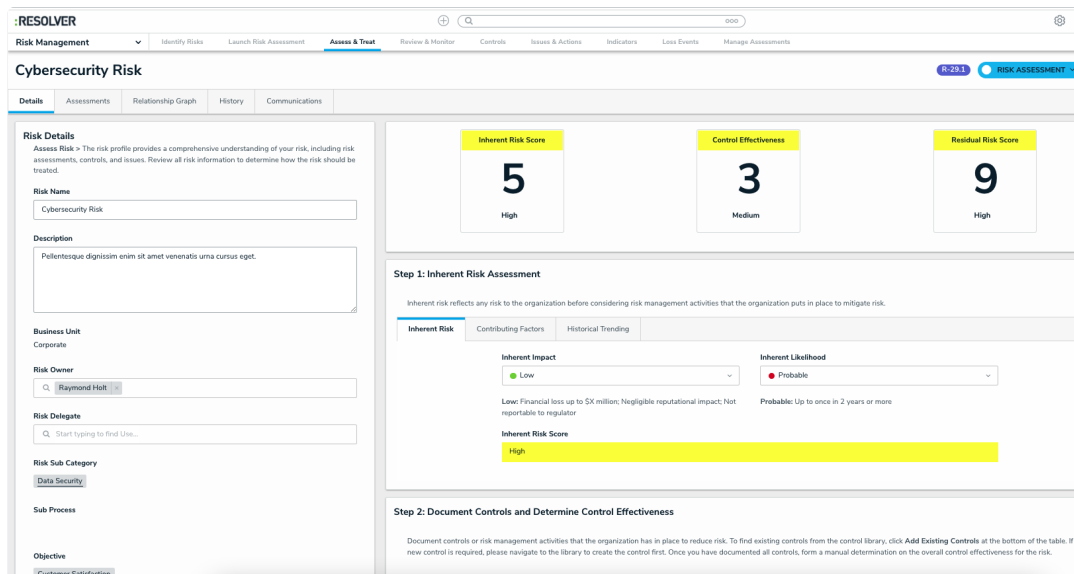 :RESOLVER
ooo
Risk Management
Identify Risks
Launch Risk Assessment
Assess & Treat
Review & Monitor
Controls
Issues & Actions
Indicators
Loss Events
Manage Assessments
Cybersecurity Risk
R-29.1
RISK ASSESSMENT
Details
Assessments
Relationship Graph
History
Communications
Risk Details
Assess Risk > The risk profile provides a comprehensive understanding of your risk, including risk
assessments, controls, and issues. Review all risk information to determine how the risk should be
treated.
Risk Name
Cybersecurity Risk
Description
Pellentesque dignissim enim sit amet venenatis urna cursus eget.
Business Unit
Corporate
Risk Owner
Raymond Holt ×
Risk Delegate
Start typing to find Use...
Risk Sub Category
Data Security
Sub Process
Objective
Customer Satisfaction
Inherent Risk Score
5
High
Control Effectiveness
3
Medium
Residual Risk Score
9
High
Step 1: Inherent Risk Assessment
Inherent risk reflects any risk to the organization before considering risk management activities that the organization puts in place to mitigate risk.
Inherent Risk
Contributing Factors
Historical Trending
Inherent Impact
Low
Low: Financial loss up to $X million; Negligible reputational impact; Not
reportable to regulator
Inherent Likelihood
Probable
Probable: Up to once in 2 years or more
Inherent Risk Score
High
Step 2: Document Controls and Determine Control Effectiveness
Document controls or risk management activities that the organization has in place to reduce risk. To find existing controls from the control library, click Add Existing Controls at the bottom of the table. If
new control is required, please navigate to the library to create the control first. Once you have documented all controls, form a manual determination on the overall control effectiveness for the risk.